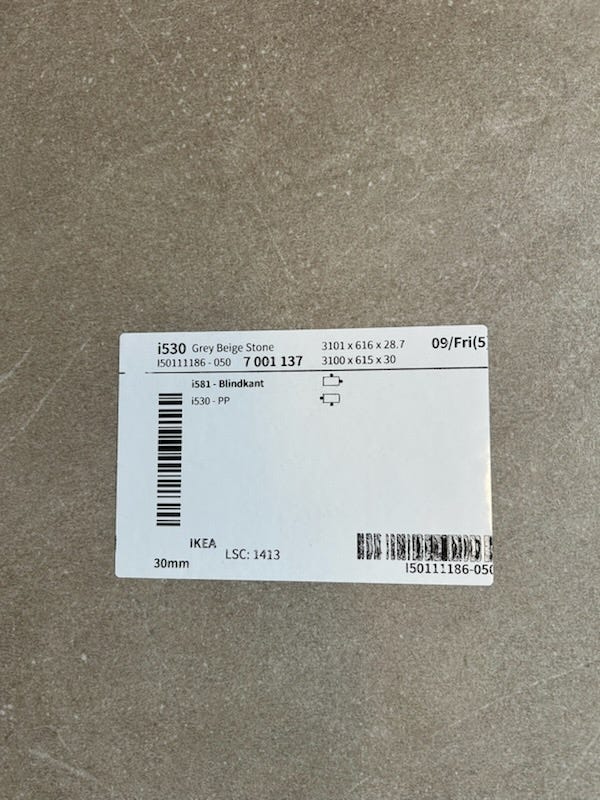 i530 Grey Beige Stone 3101 x 616 x 28.7 09/Fri(5
I50111186 - 050 7 001 137 3100 x 615 x 30
i581 - Blindkant
i530 - PP
IKEA
LSC: 1413
30mm
I50111186-050